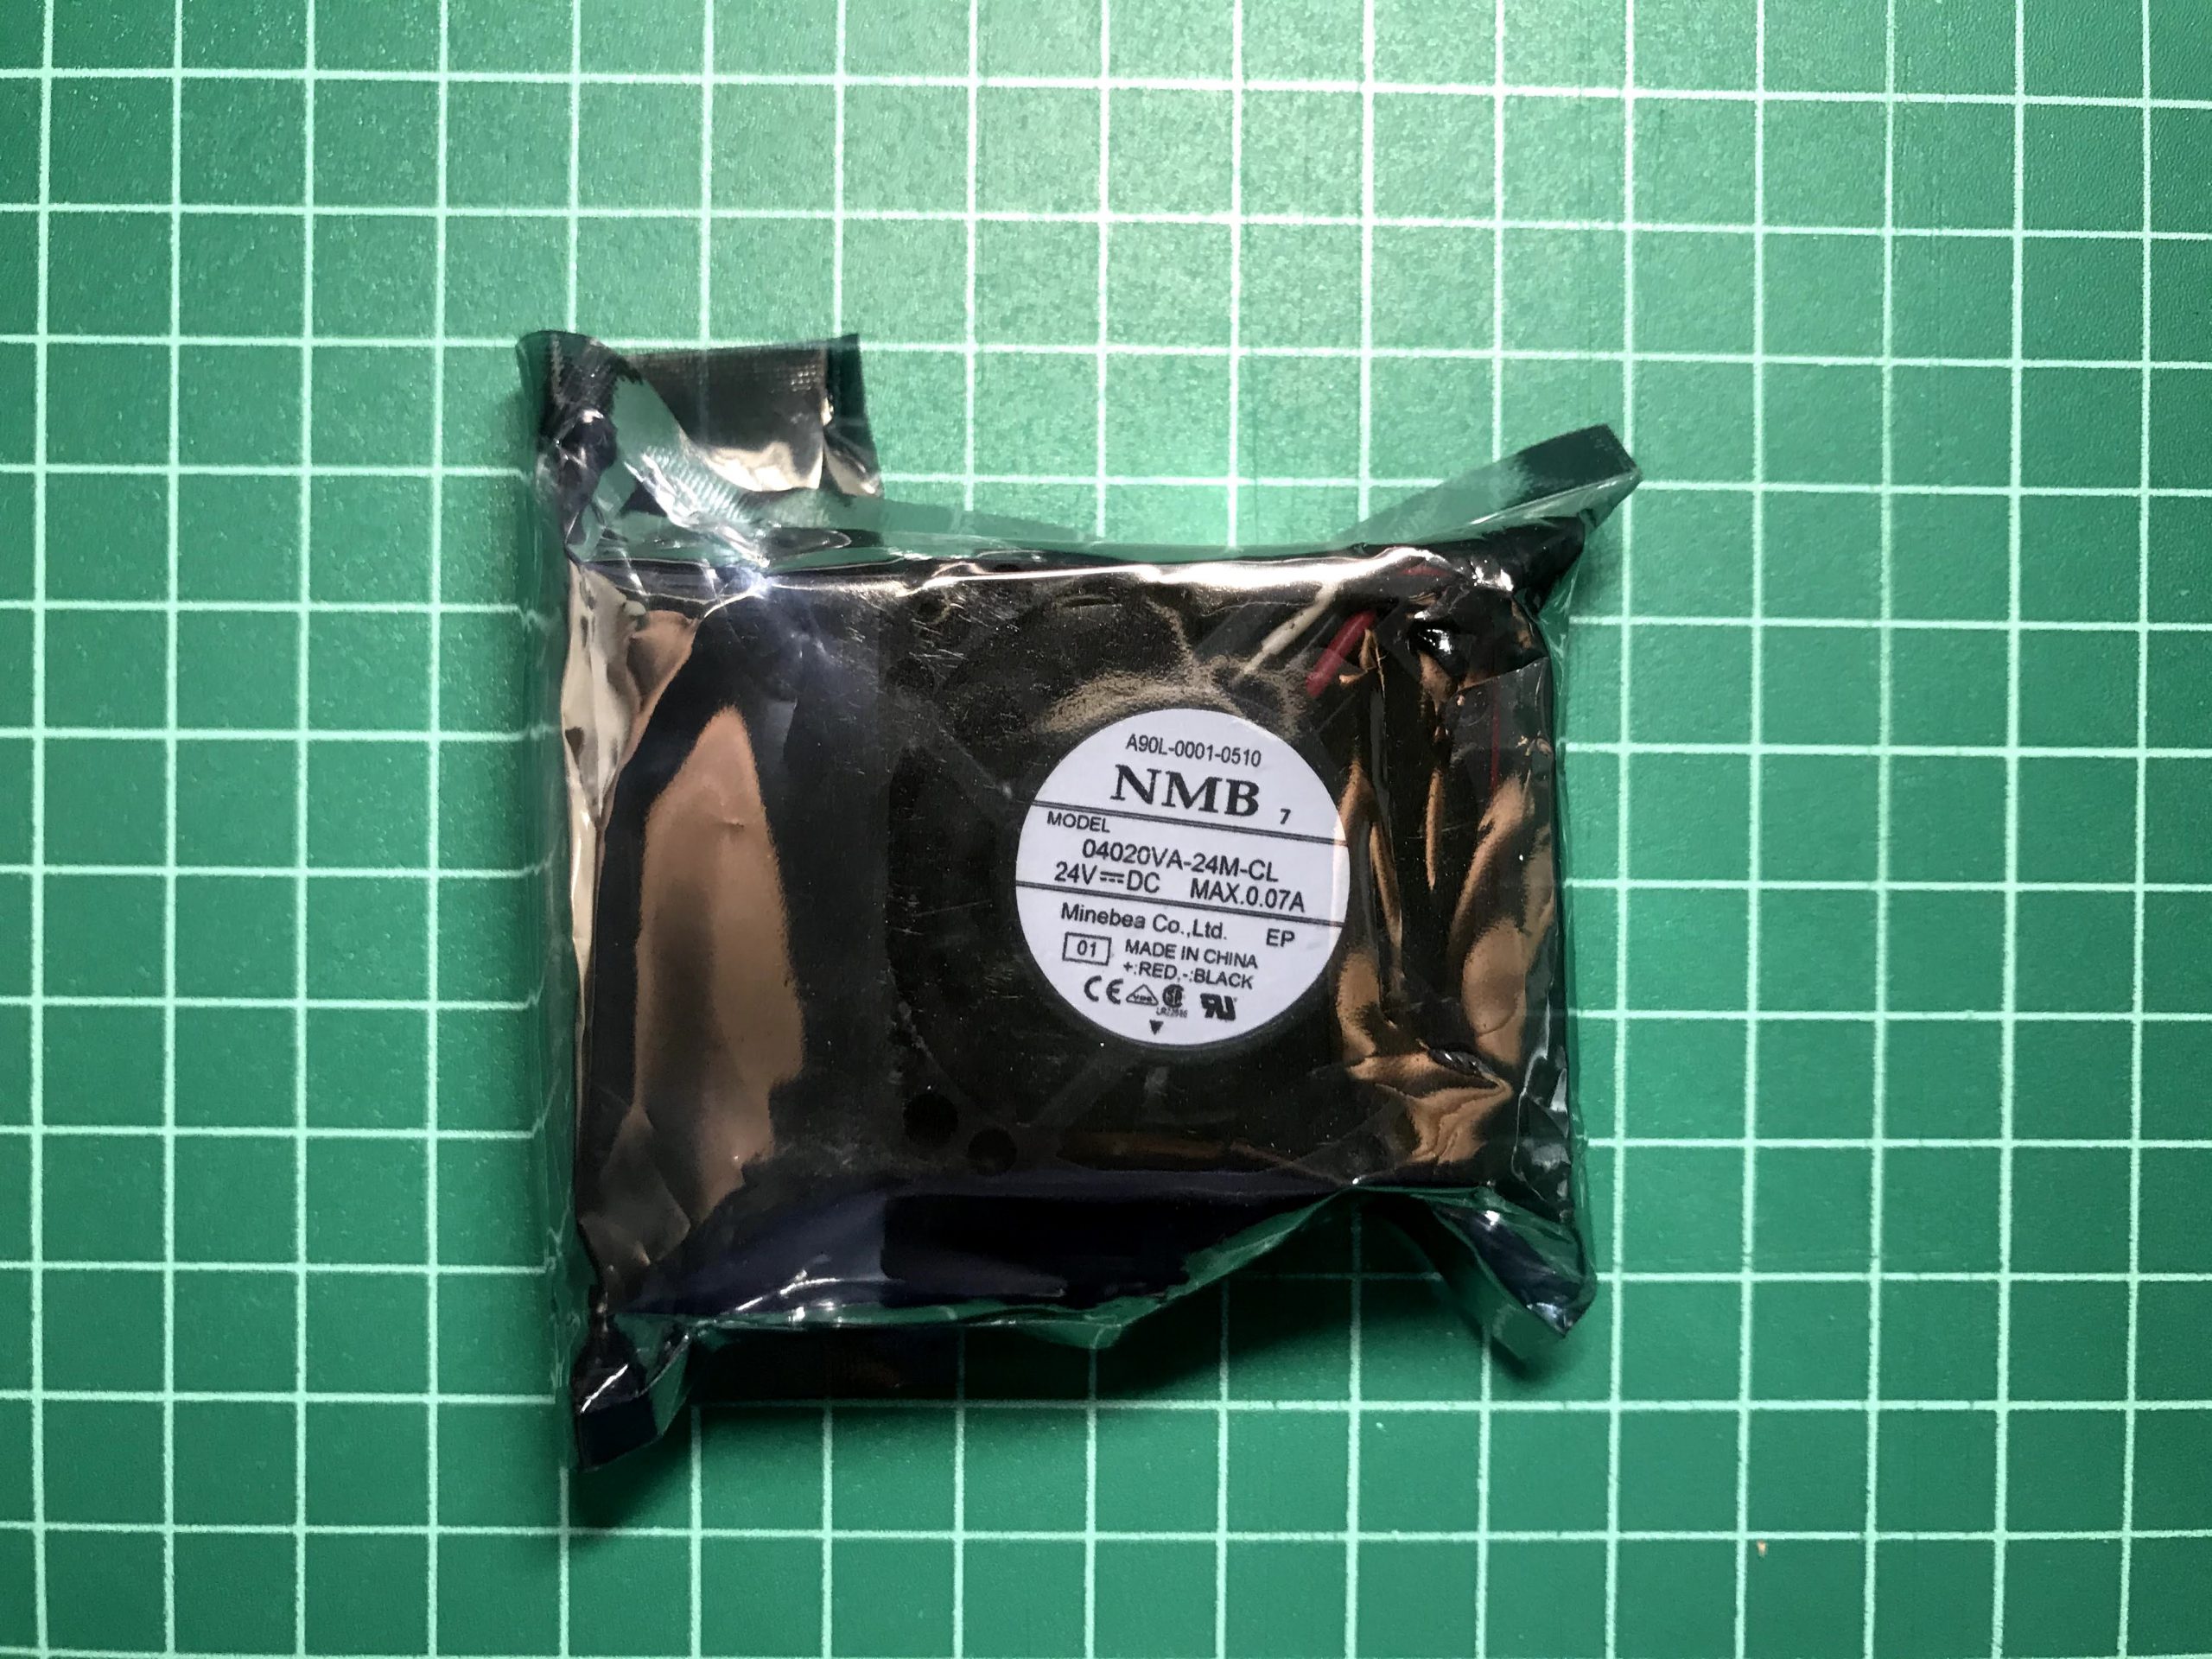 A90L-0001-0510
NMB 7
MODEL
04020VA-24M-CL
24V⎓DC MAX.0.07A
Minebea Co.,Ltd. EP
01 MADE IN CHINA
+:RED,-:BLACK
CE VDE